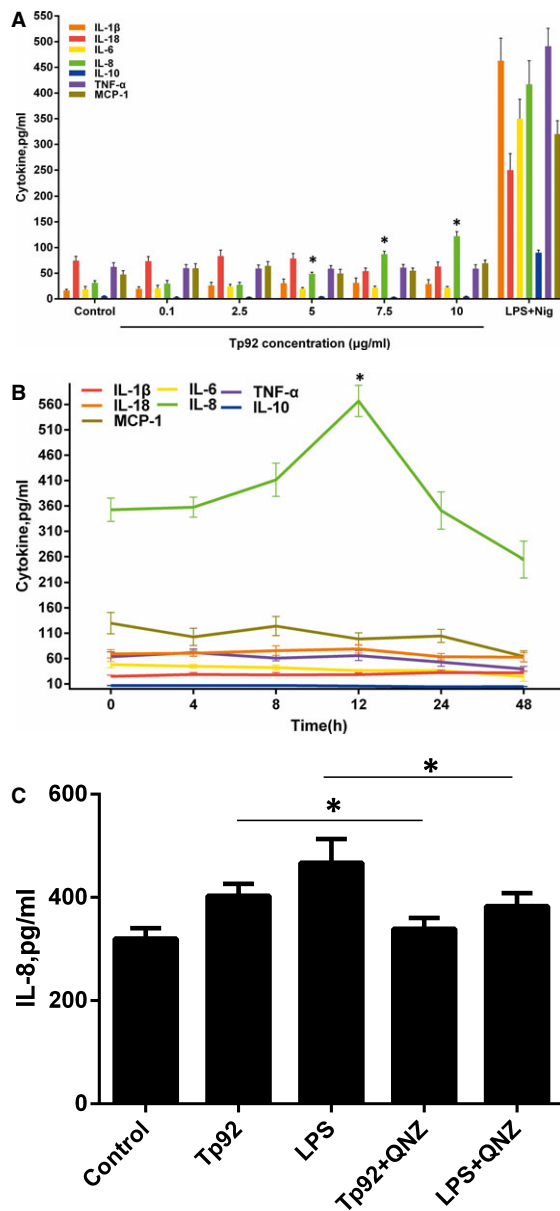 A
550
500
450
400
350
300
250
200
150
100
50
0
Cytokine,pg/ml
IL-1β
IL-18
IL-6
IL-8
IL-10
TNF-α
MCP-1
* * *
Control 0.1 2.5 5 7.5 10 LPS+Nig
Tp92 concentration (μg/ml)
B
IL-1β IL-6 TNF-α
IL-18 IL-8 IL-10
MCP-1
*
560
510
460
410
360
310
260
210
160
110
60
10
Cytokine,pg/ml
0 4 8 12 24 48
Time(h)
C
*
*
600
400
200
0
IL-8,pg/ml
Control Tp92 LPS Tp92+QNZ LPS+QNZ